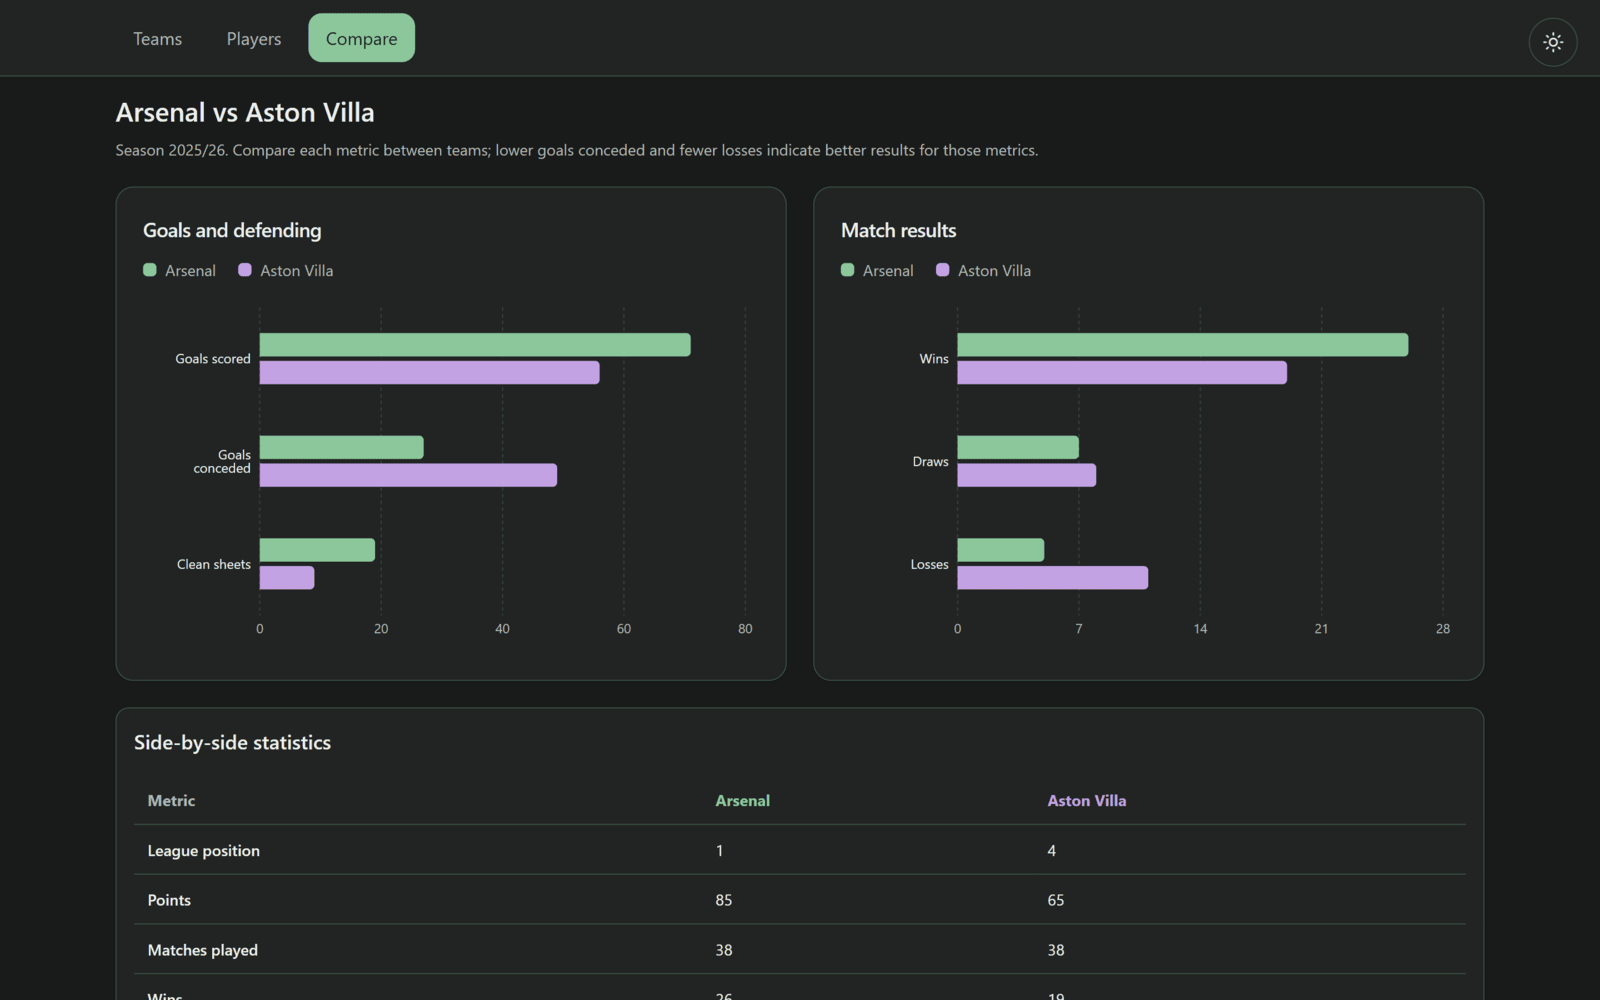 Teams
Players
Compare
Arsenal vs Aston Villa
Season 2025/26. Compare each metric between teams; lower goals conceded and fewer losses indicate better results for those metrics.
Goals and defending
Arsenal
Aston Villa
Goals scored
Goals
conceded
Clean sheets
0 20 40 60 80
Match results
Arsenal
Aston Villa
Wins
Draws
Losses
0 7 14 21 28
Side-by-side statistics
Metric Arsenal Aston Villa
League position 1 4
Points 85 65
Matches played 38 38
Wins 26 19